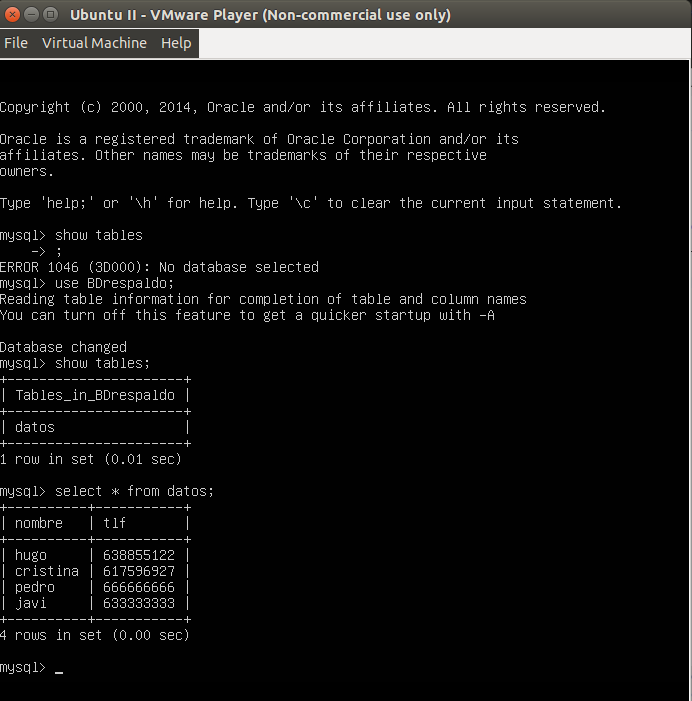 Ubuntu II - VMware Player (Non-commercial use only)
File Virtual Machine Help
Copyright (c) 2000, 2014, Oracle and/or its affiliates. All rights reserved.
Oracle is a registered trademark of Oracle Corporation and/or its
affiliates. Other names may be trademarks of their respective
owners.
Type 'help;' or '\h' for help. Type '\c' to clear the current input statement.
mysql> show tables
    -> ;
ERROR 1046 (3D000): No database selected
mysql> use BDrespaldo;
Reading table information for completion of table and column names
You can turn off this feature to get a quicker startup with -A
Database changed
mysql> show tables;
+----------------------+
| Tables_in_BDrespaldo |
+----------------------+
| datos                |
+----------------------+
1 row in set (0.01 sec)
mysql> select * from datos;
+----------+-----------+
| nombre   | tlf       |
+----------+-----------+
| hugo     | 638855122 |
| cristina | 617596927 |
| pedro    | 666666666 |
| javi     | 633333333 |
+----------+-----------+
4 rows in set (0.00 sec)
mysql> _